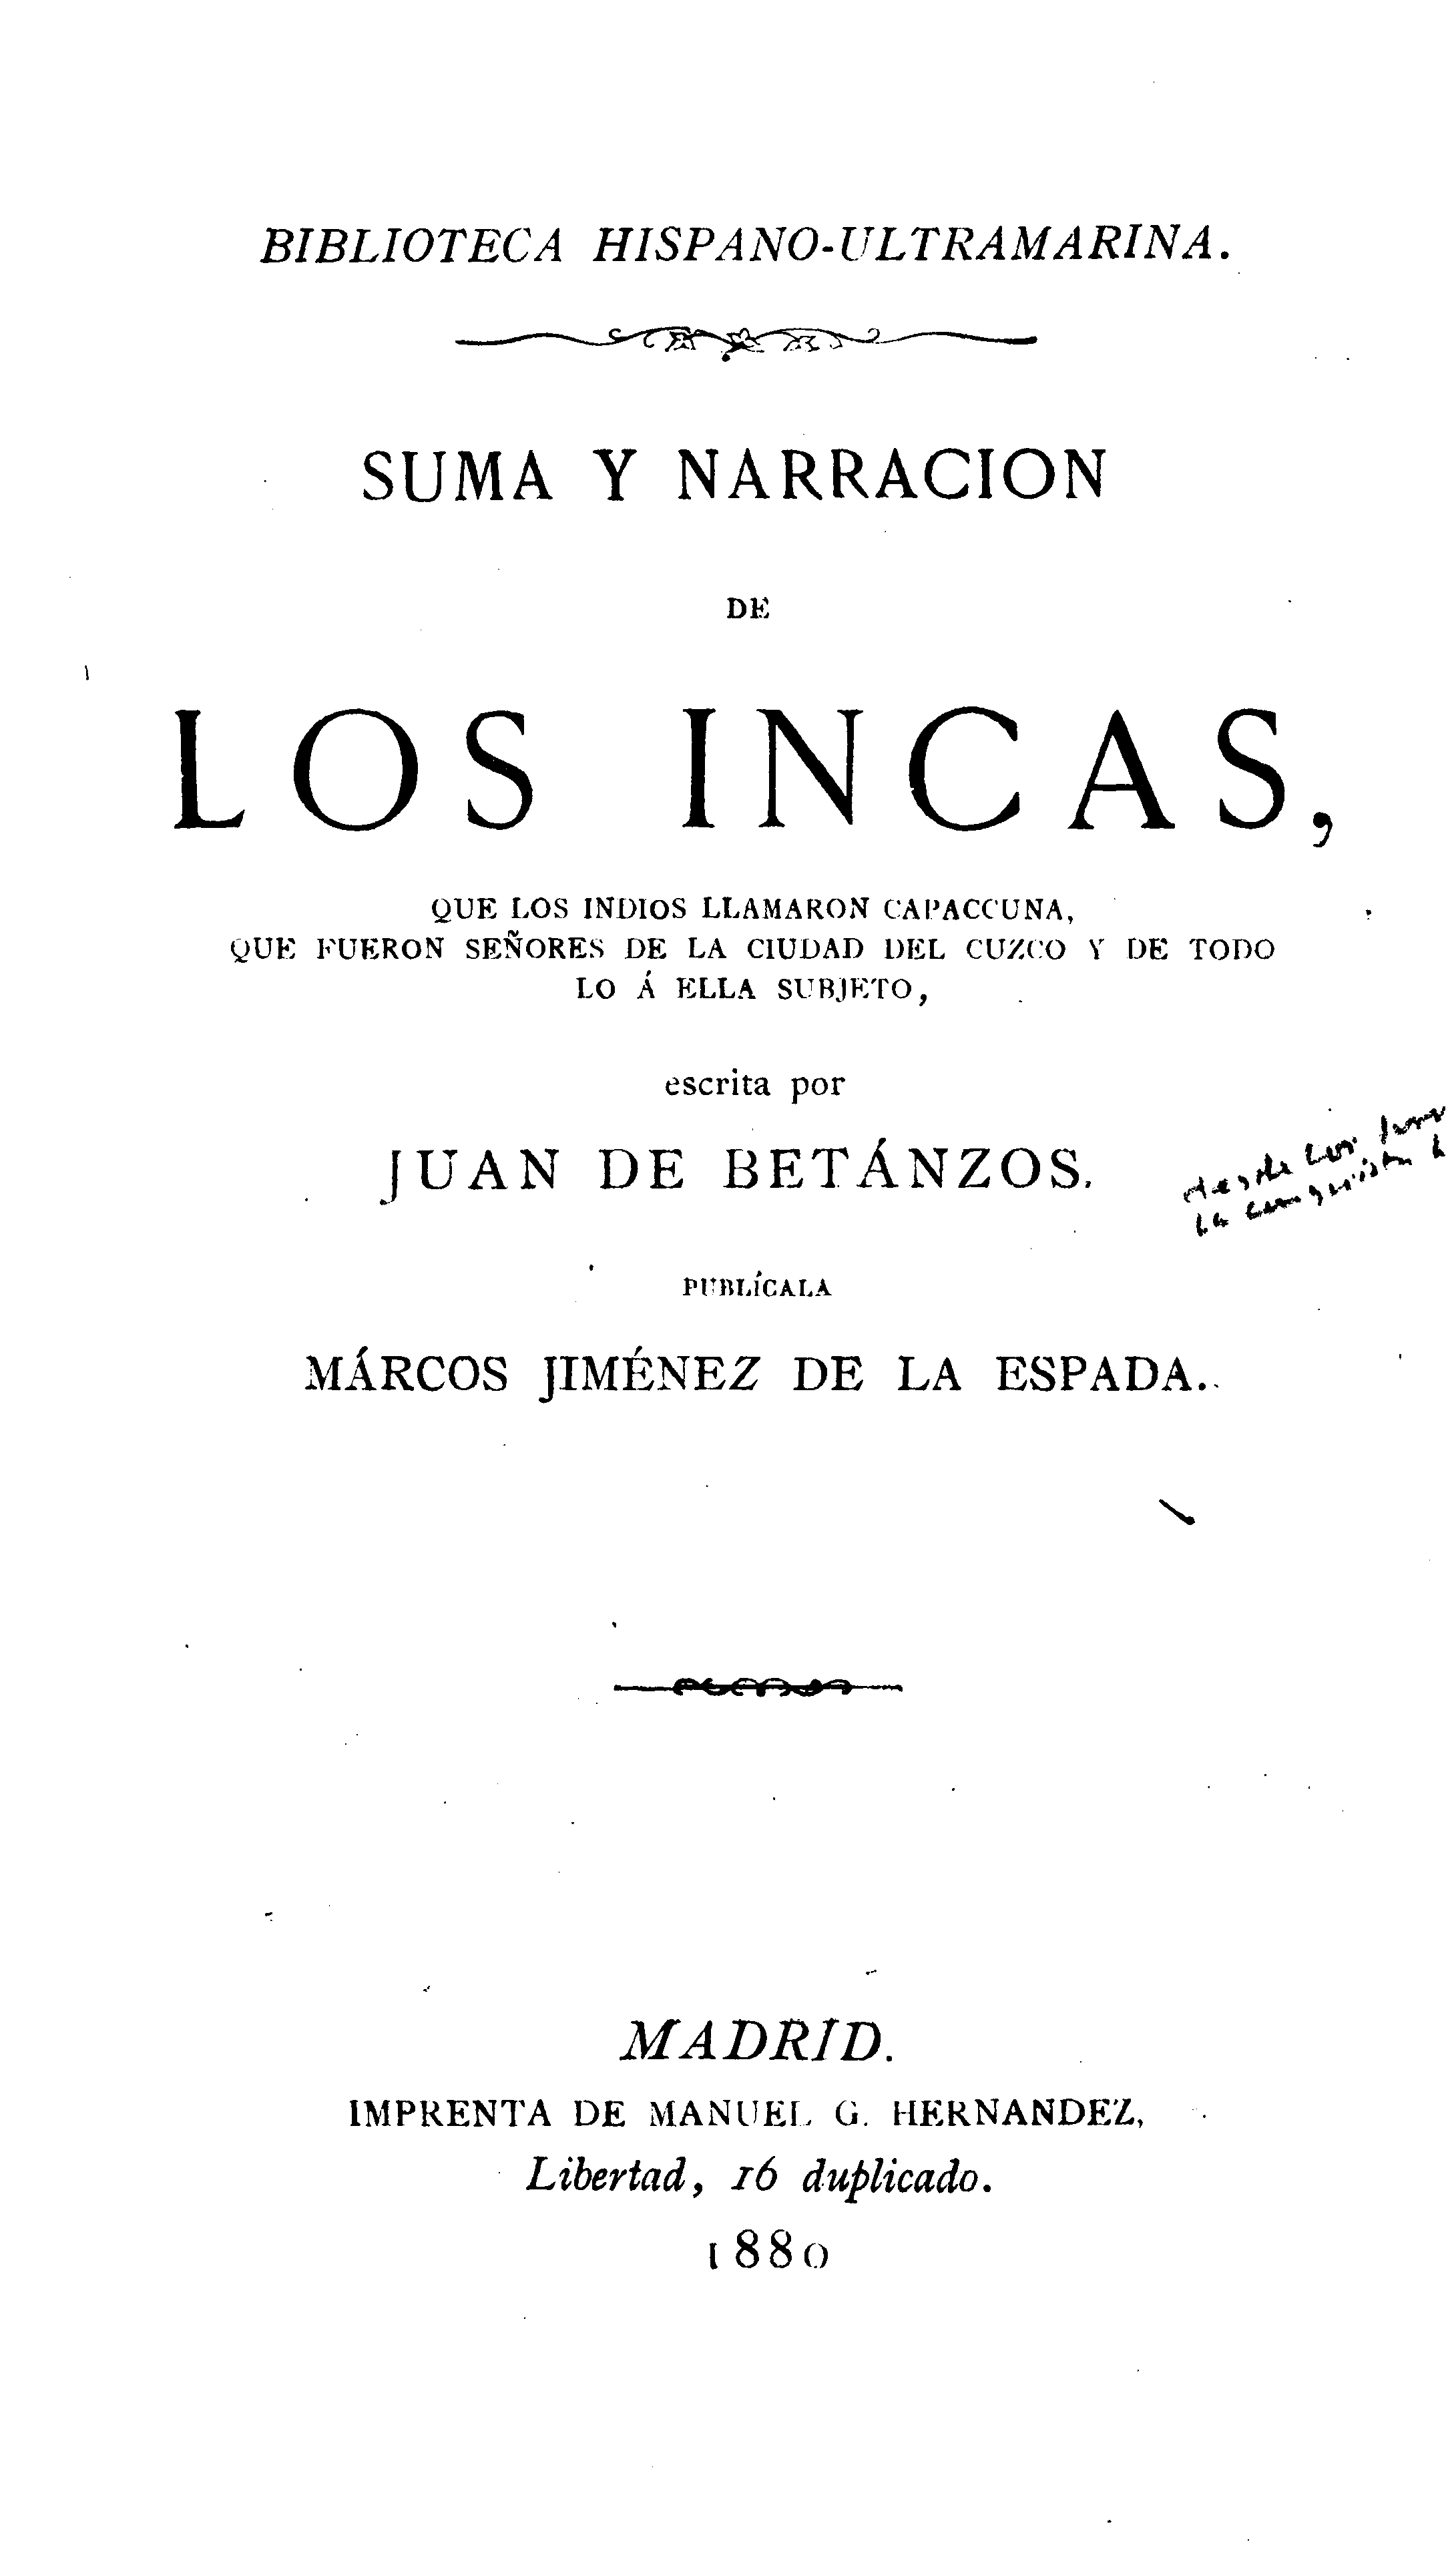 BIBLIOTECA HISPANO-ULTRAMARINA.
SUMA Y NARRACION
DE
LOS INCAS,
QUE LOS INDIOS LLAMARON CAPACCUNA,
QUE FUERON SEÑORES DE LA CIUDAD DEL CUZCO Y DE TODO
LO Á ELLA SUBJETO,
escrita por
JUAN DE BETÁNZOS.
la conquista
PUBLÍCALA
MÁRCOS JIMÉNEZ DE LA ESPADA.
MADRID.
IMPRENTA DE MANUEL G. HERNANDEZ,
Libertad, 16 duplicado.
1880